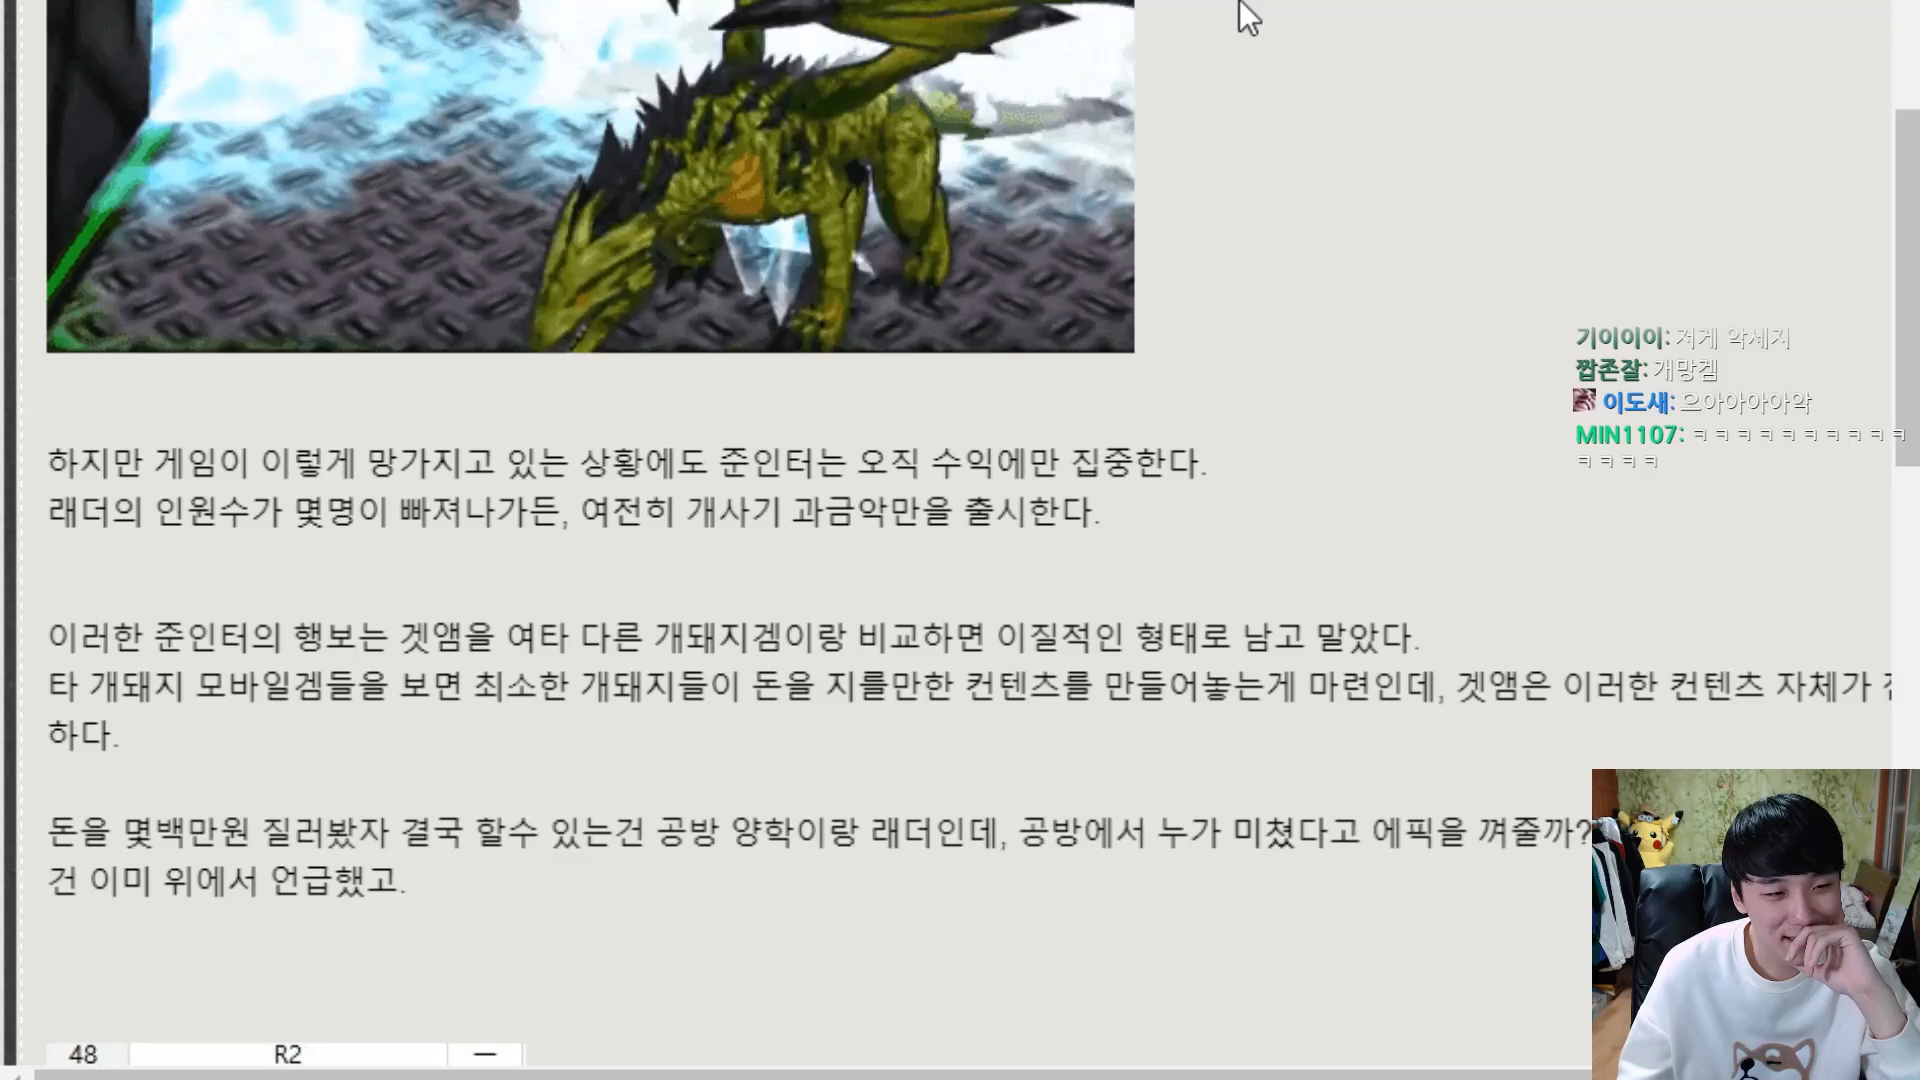 기이이이: 저게 악세지
짭존잘: 개망겜
이도새: 으아아아아악
MIN1107: ㅋㅋㅋㅋㅋㅋㅋㅋㅋㅋ
ㅋㅋㅋㅋ
하지만 게임이 이렇게 망가지고 있는 상황에도 준인터는 오직 수익에만 집중한다.
래더의 인원수가 몇명이 빠져나가든, 여전히 개사기 과금악만을 출시한다.
이러한 준인터의 행보는 겟앰을 여타 다른 개돼지겜이랑 비교하면 이질적인 형태로 남고 말았다.
타 개돼지 모바일겜들을 보면 최소한 개돼지들이 돈을 지를만한 컨텐츠를 만들어놓는게 마련인데, 겟앰은 이러한 컨텐츠 자체가
하다.
돈을 몇백만원 질러봤자 결국 할수 있는건 공방 양학이랑 래더인데, 공방에서 누가 미쳤다고 에픽을 껴줄까?
건 이미 위에서 언급했고.
48 R2 —